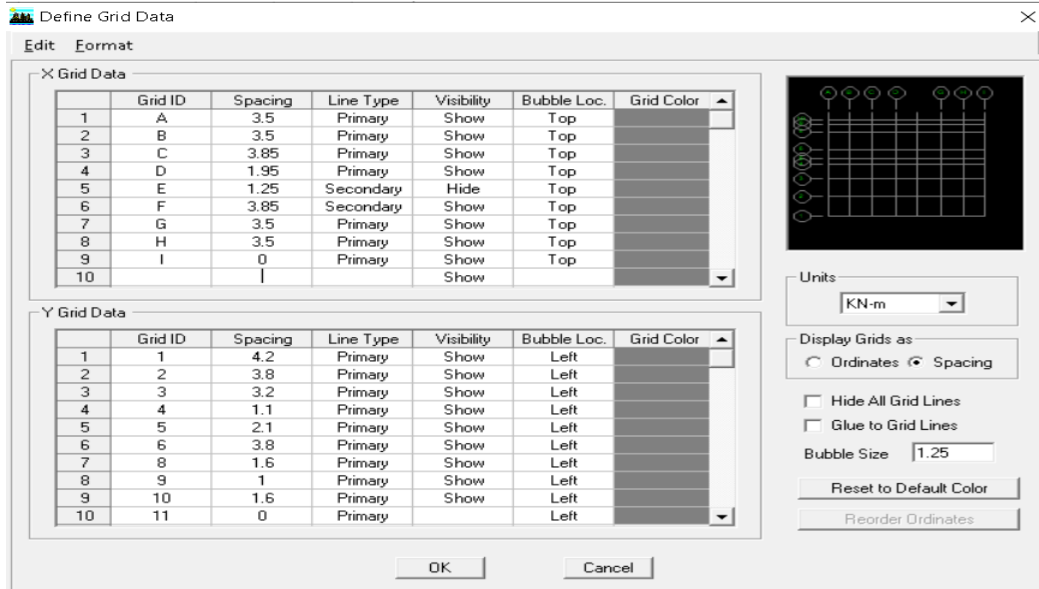 Define Grid Data
Edit Format
X Grid Data
Grid ID Spacing Line Type Visibility Bubble Loc. Grid Color
1 A 3.5 Primary Show Top
2 B 3.5 Primary Show Top
3 C 3.85 Primary Show Top
4 D 1.95 Primary Show Top
5 E 1.25 Secondary Hide Top
6 F 3.85 Secondary Show Top
7 G 3.5 Primary Show Top
8 H 3.5 Primary Show Top
9 I 0 Primary Show Top
10 Show
Y Grid Data
Grid ID Spacing Line Type Visibility Bubble Loc. Grid Color
1 1 4.2 Primary Show Left
2 2 3.8 Primary Show Left
3 3 3.2 Primary Show Left
4 4 1.1 Primary Show Left
5 5 2.1 Primary Show Left
6 6 3.8 Primary Show Left
7 8 1.6 Primary Show Left
8 9 1 Primary Show Left
9 10 1.6 Primary Show Left
10 11 0 Primary Left
Units
KN-m
Display Grids as
Ordinates Spacing
Hide All Grid Lines
Glue to Grid Lines
Bubble Size 1.25
Reset to Default Color
Reorder Ordinates
OK Cancel